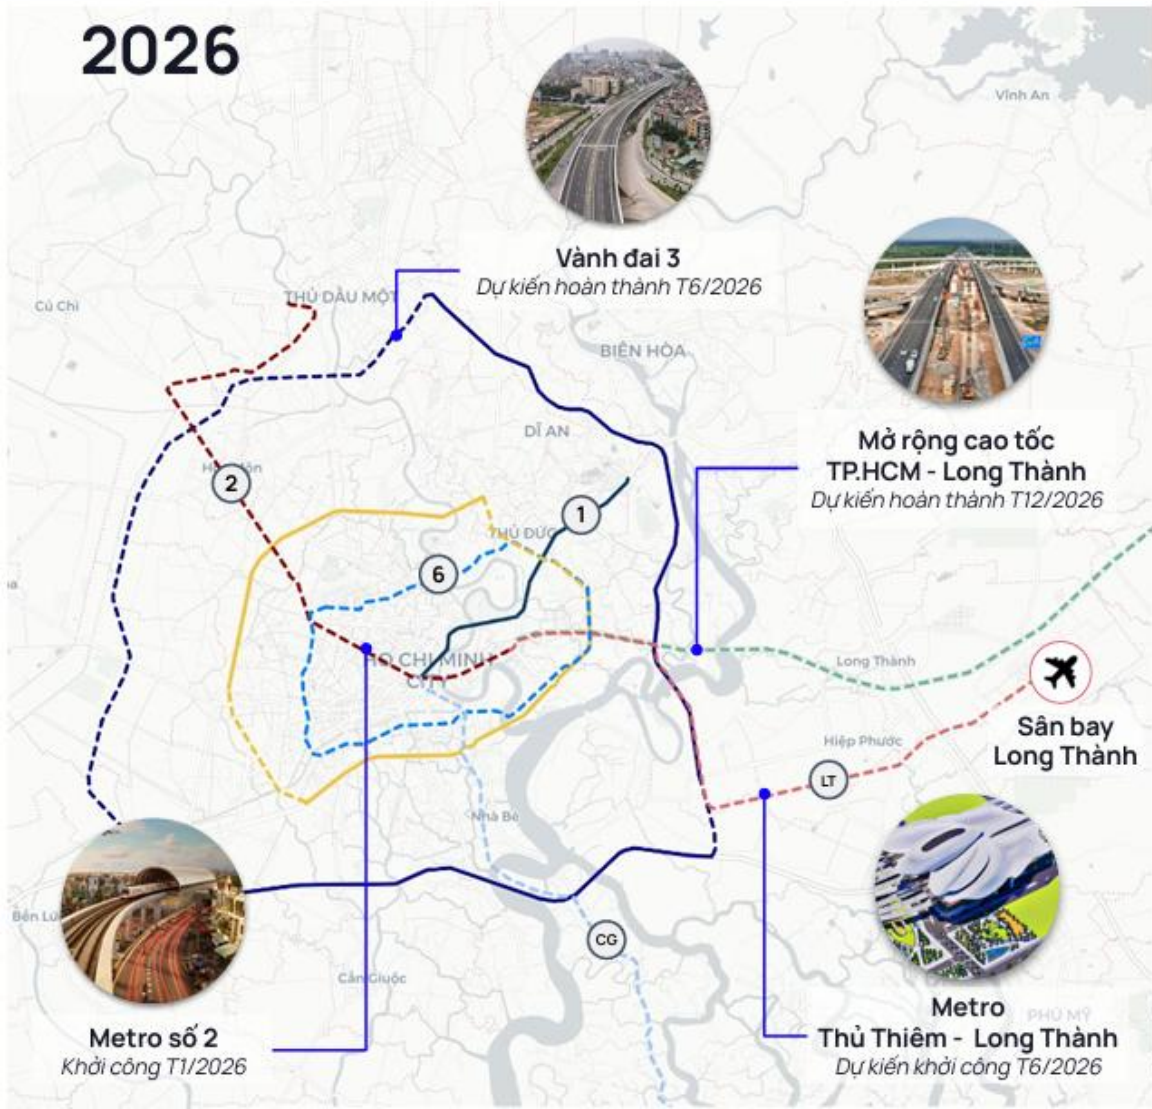 2026
Vĩnh An
Vành đai 3
Dự kiến hoàn thành T6/2026
THỦ DẦU MỘT
Củ Chi
BIÊN HÒA
DĨ AN
Mở rộng cao tốc
TP.HCM - Long Thành
Dự kiến hoàn thành T12/2026
2
1
THỦ ĐỨC
6
HO CHI MINH
CITY
Long Thành
Sân bay
Long Thành
Hiệp Phước
LT
Nhà Bè
CG
Cần Giuộc
Metro số 2
Khởi công T1/2026
Metro
PHÚ MỸ
Thủ Thiêm - Long Thành
Dự kiến khởi công T6/2026